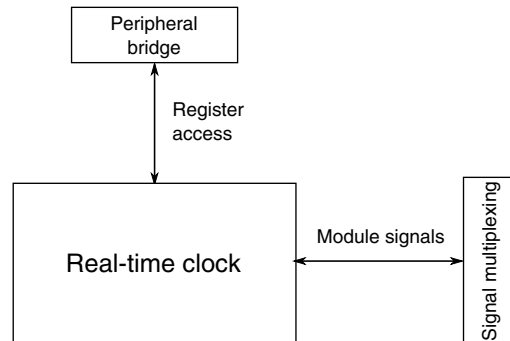 Peripheral
bridge
Register
access
Real-time clock
Module signals
Signal multiplexing